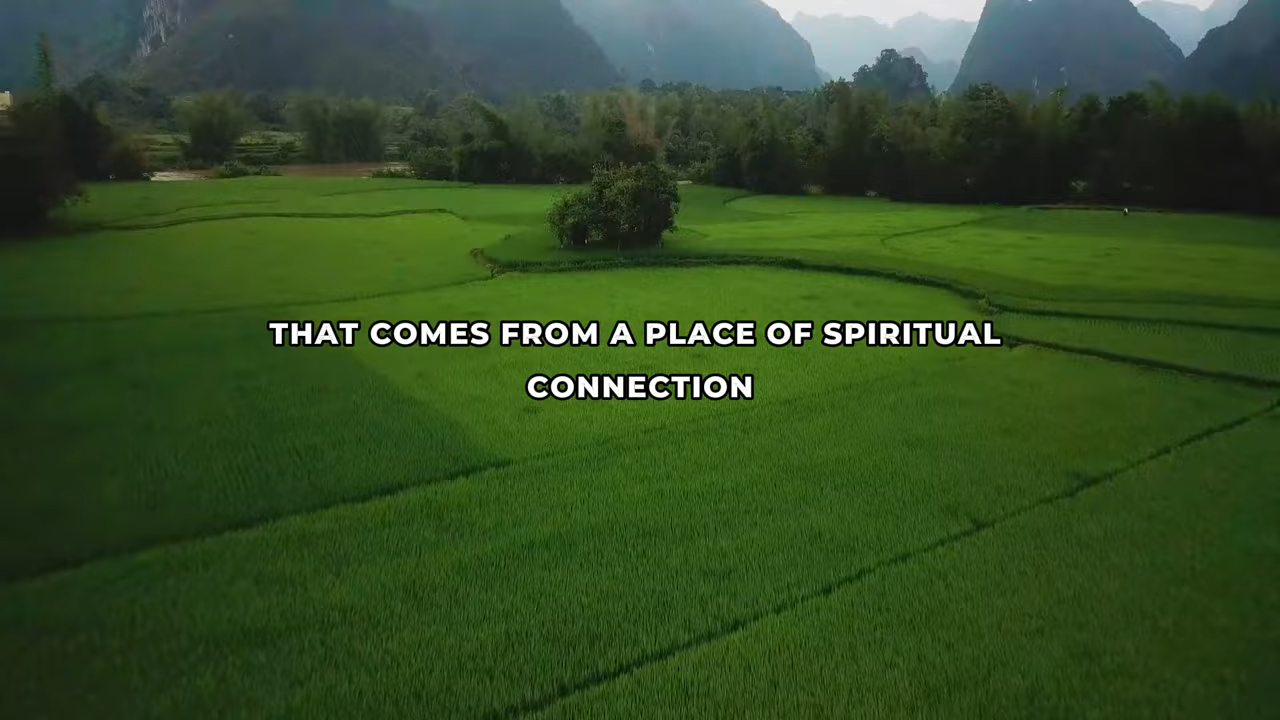 THAT COMES FROM A PLACE OF SPIRITUAL
CONNECTION